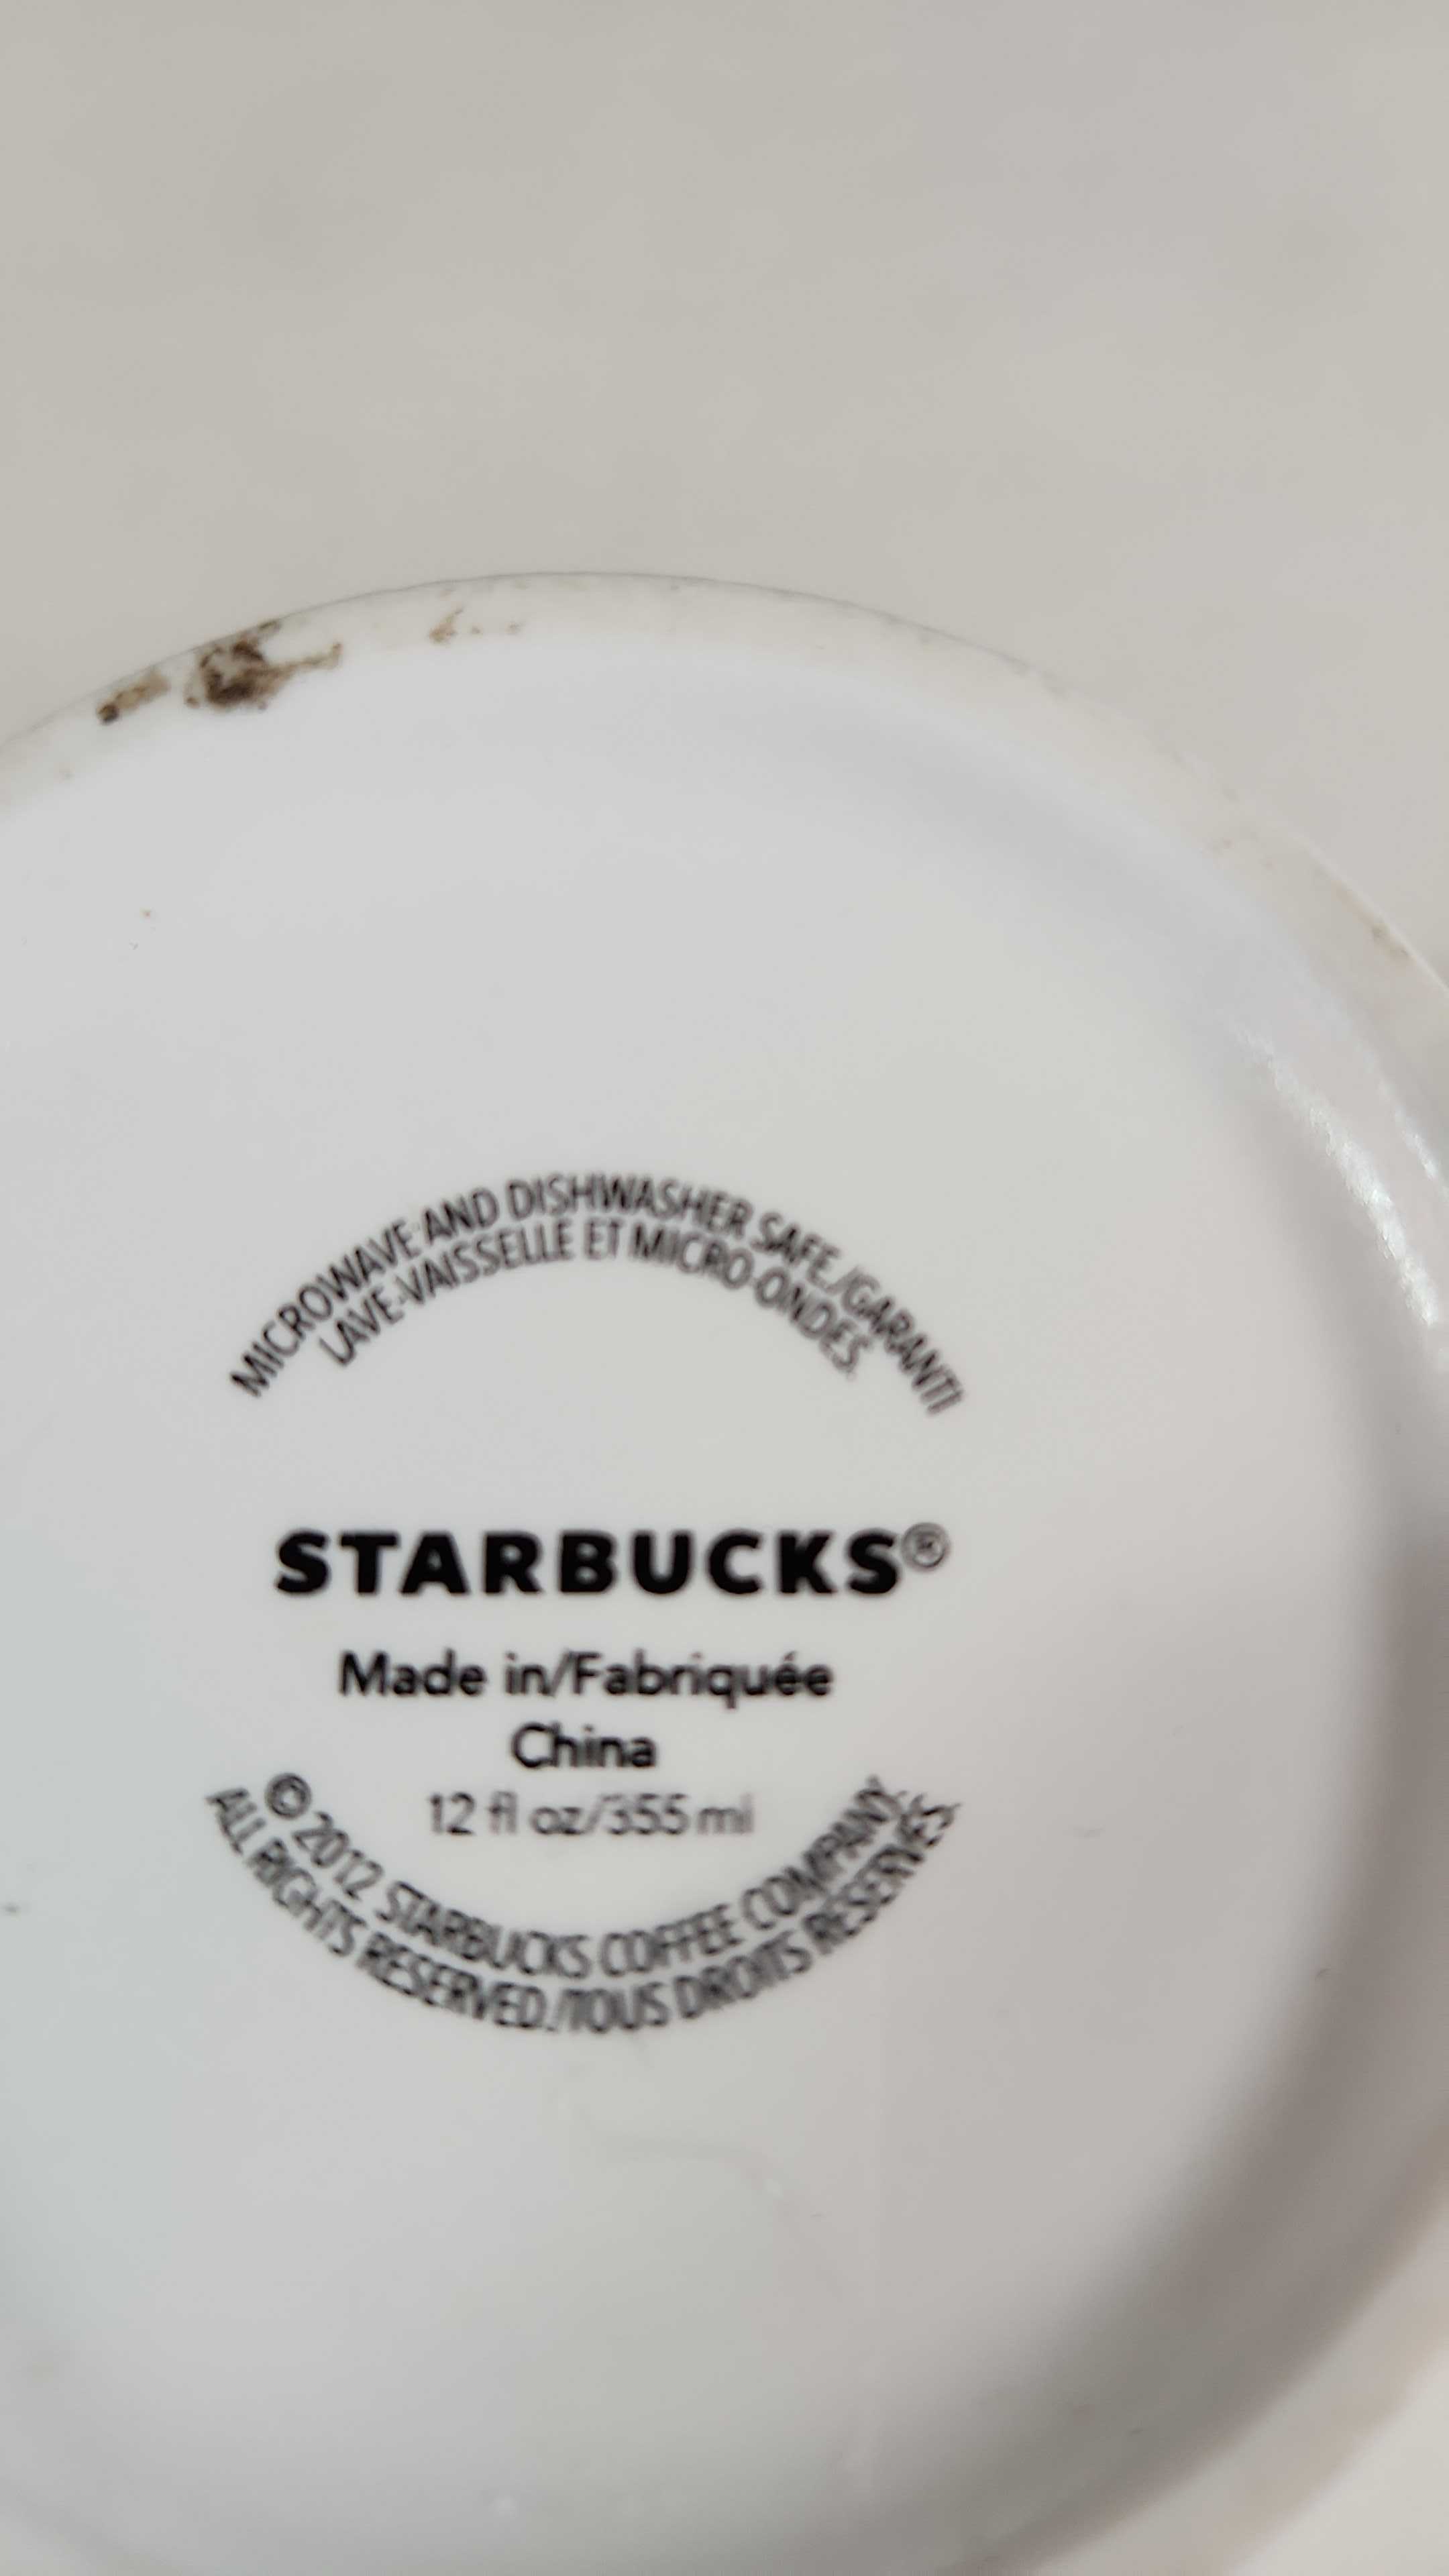 MICROWAVE AND DISHWASHER SAFE./GARANTI
LAVE-VAISSELLE ET MICRO-ONDES.
STARBUCKS®
Made in/Fabriquée
China
12 fl oz/355 ml
© 2012 STARBUCKS COFFEE COMPANY.
ALL RIGHTS RESERVED./TOUS DROITS RÉSERVÉS.